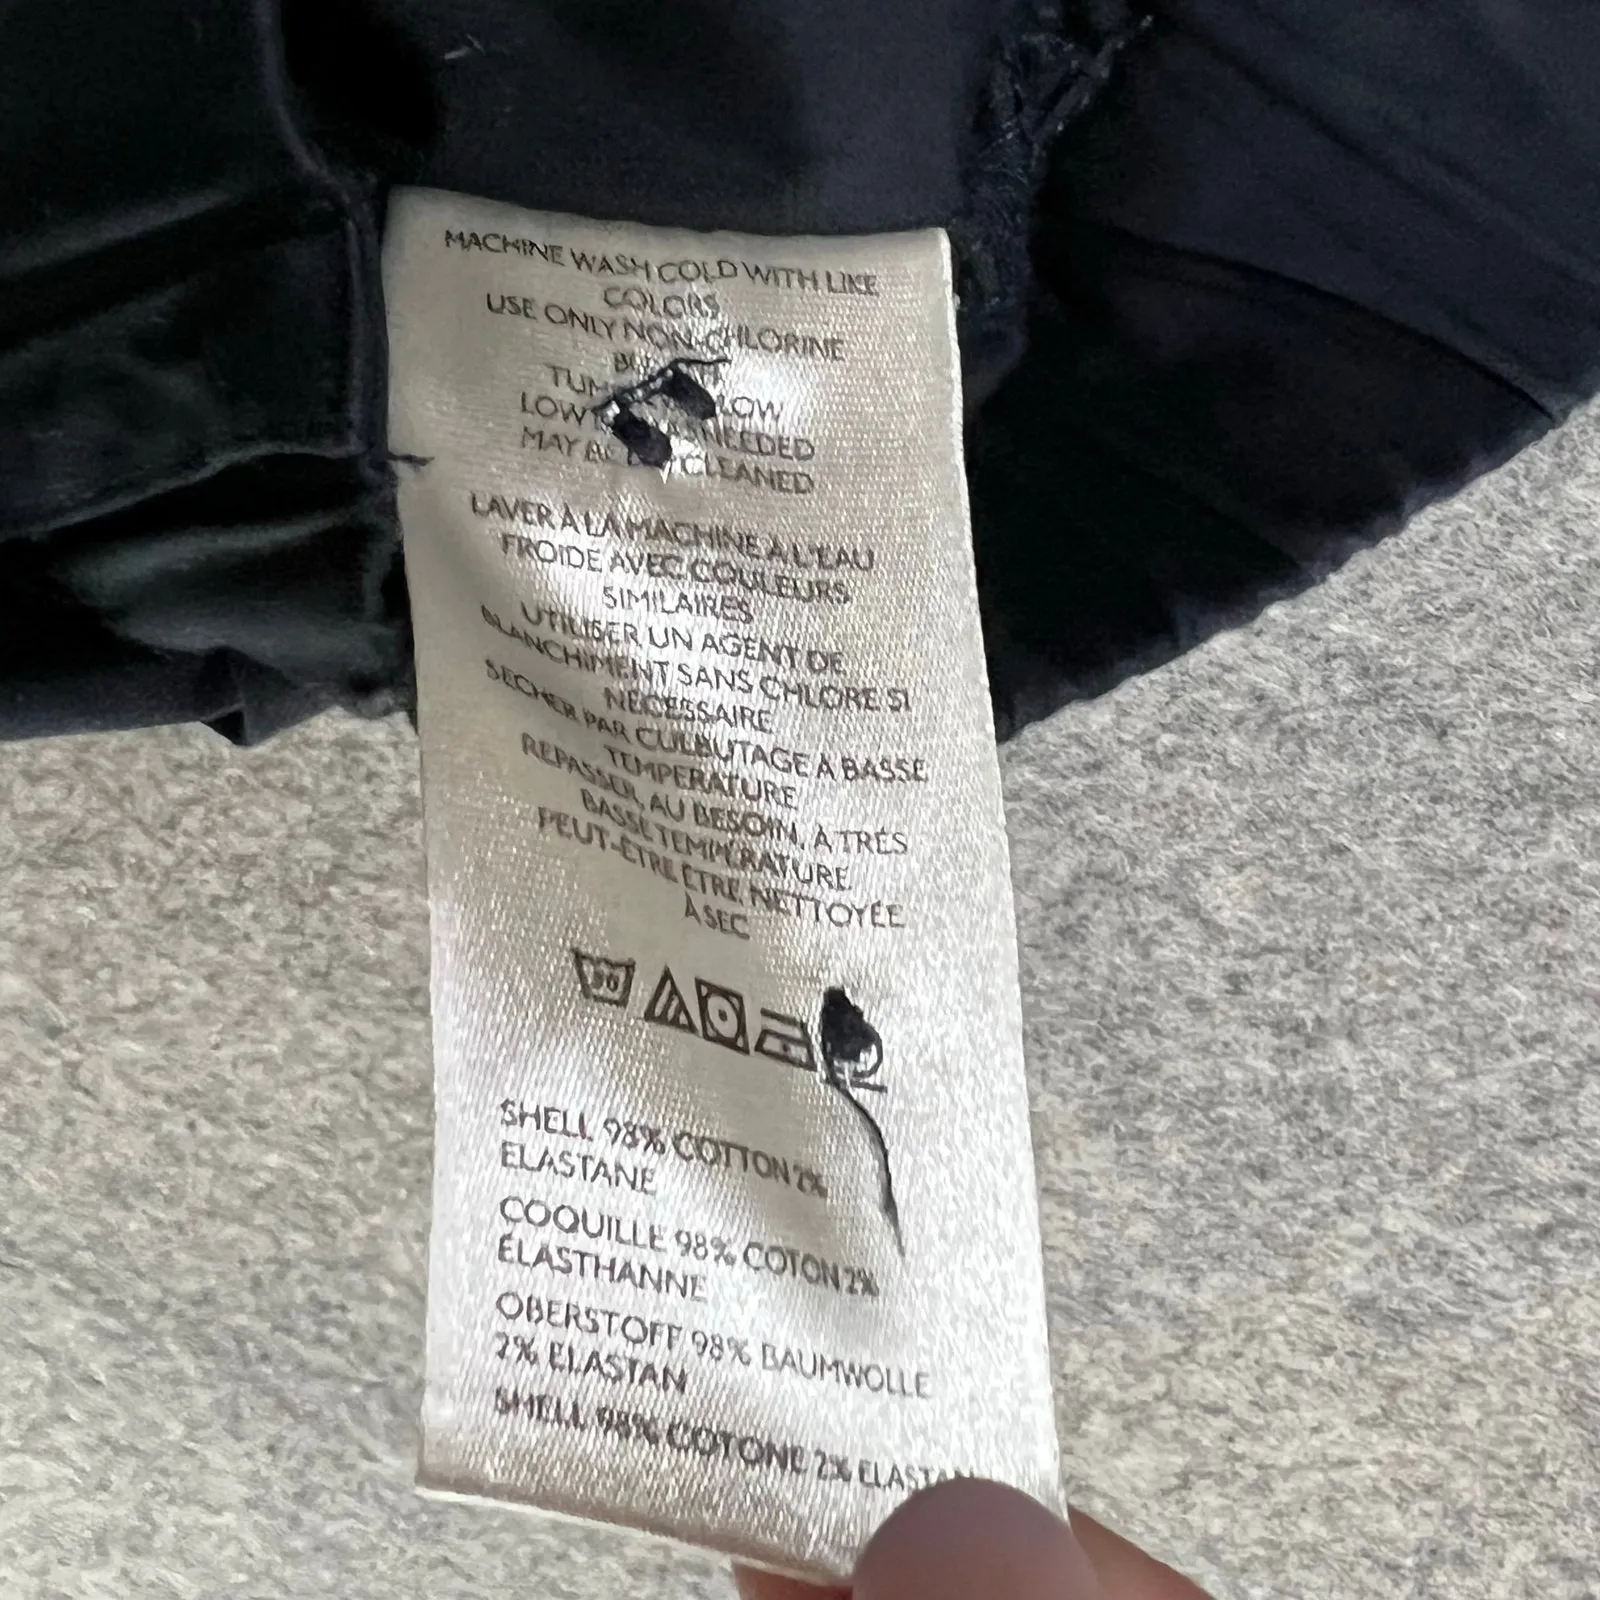 MACHINE WASH COLD WITH LIKE
COLORS
USE ONLY NON-CHLORINE
LOW
LOW NEEDED
MAY BE CLEANED
LAVER À LA MACHINE À L'EAU
FROIDE AVEC COULEURS
SIMILAIRES
UTILISER UN AGENT DE
BLANCHIMENT SANS CHLORE SI
NÉCESSAIRE
SÉCHER PAR CULBUTAGE À BASSE
TEMPÉRATURE
REPASSER, AU BESOIN, À TRÈS
BASSE TEMPÉRATURE
PEUT-ÊTRE ÊTRE NETTOYÉE
À SEC
30
SHELL 98% COTTON 2%
ELASTANE
COQUILLE 98% COTON 2%
ÉLASTHANNE
OBERSTOFF 98% BAUMWOLLE
2% ELASTAN
SHELL 98% COTONE 2%